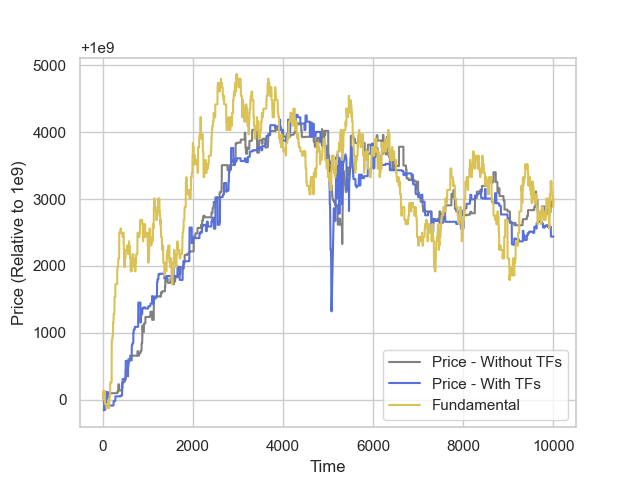 +1e9
5000
4000
3000
2000
1000
0
Price (Relative to 1e9)
Price - Without TFs
Price - With TFs
Fundamental
0
2000
4000
6000
8000
10000
Time